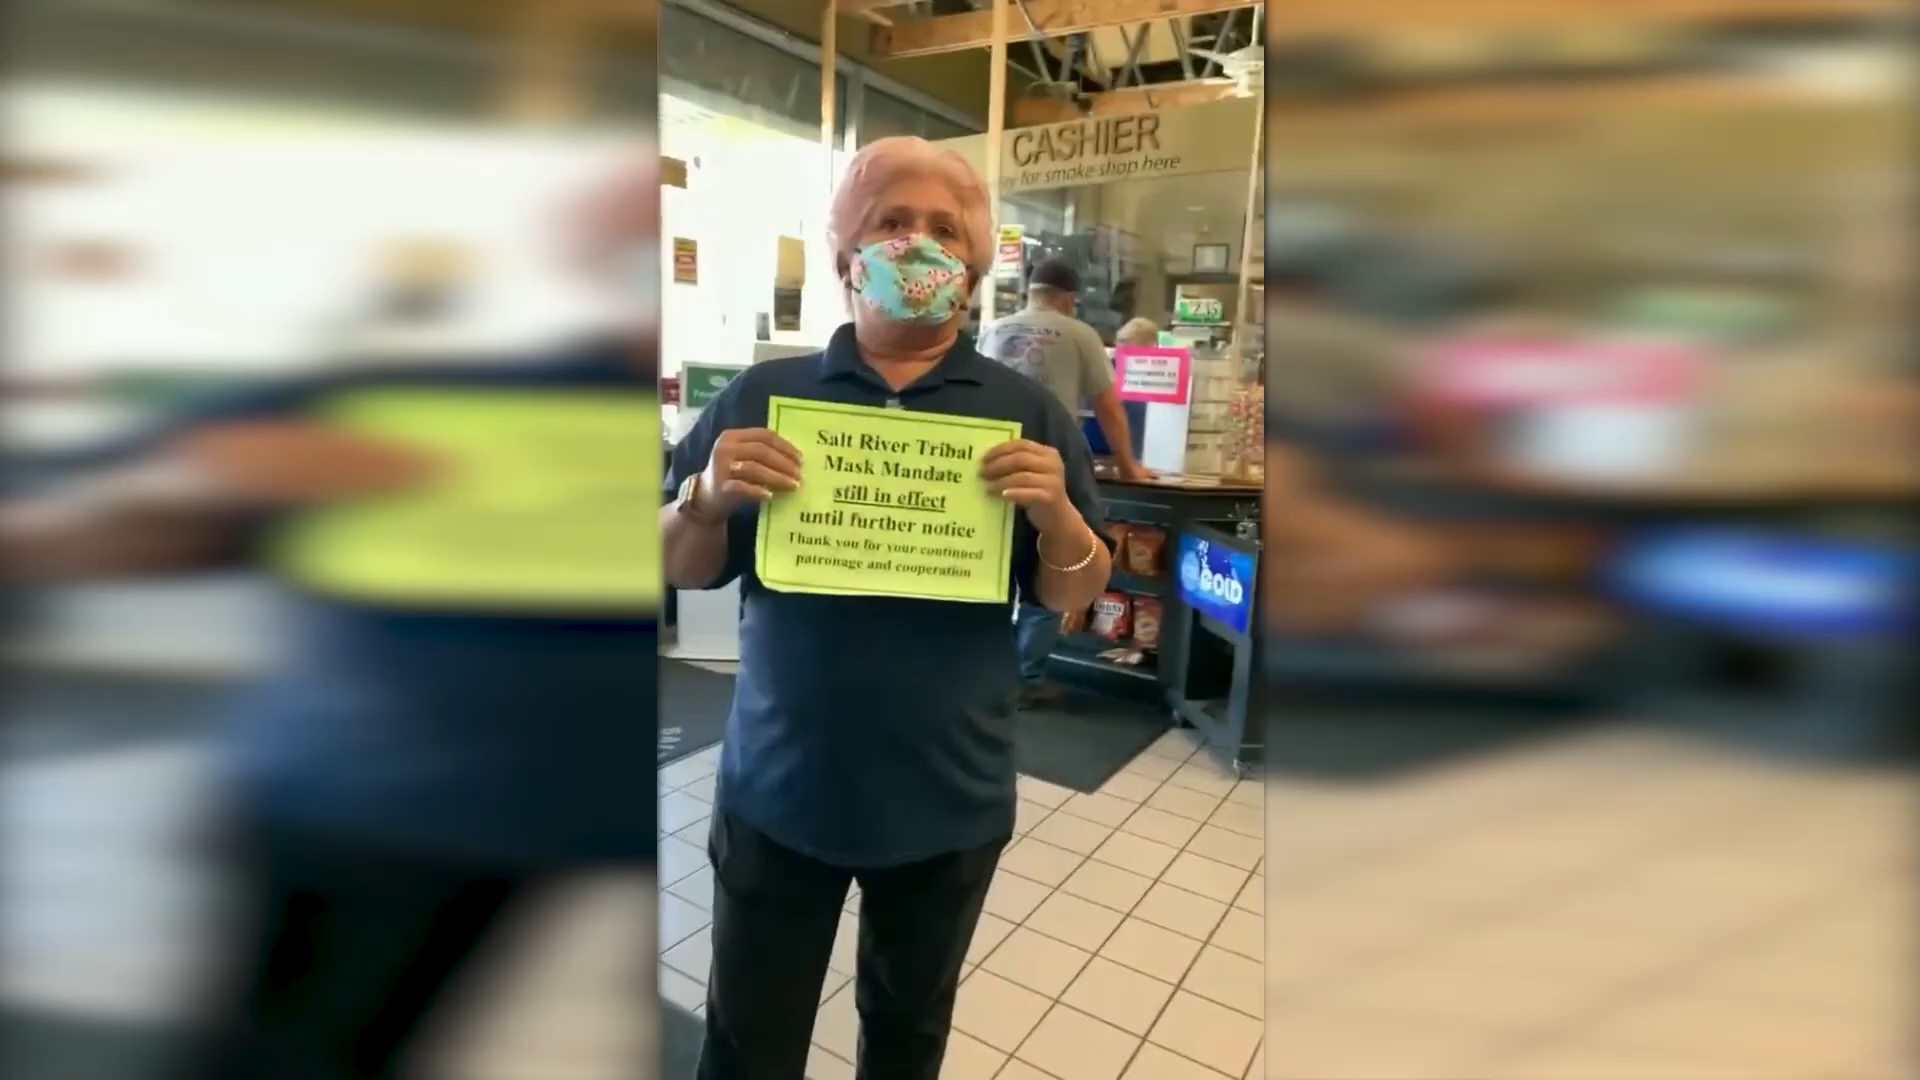 CASHIER
for smoke shop here
Salt River Tribal
Mask Mandate
still in effect
until further notice
Thank you for your continued
patronage and cooperation
COLD